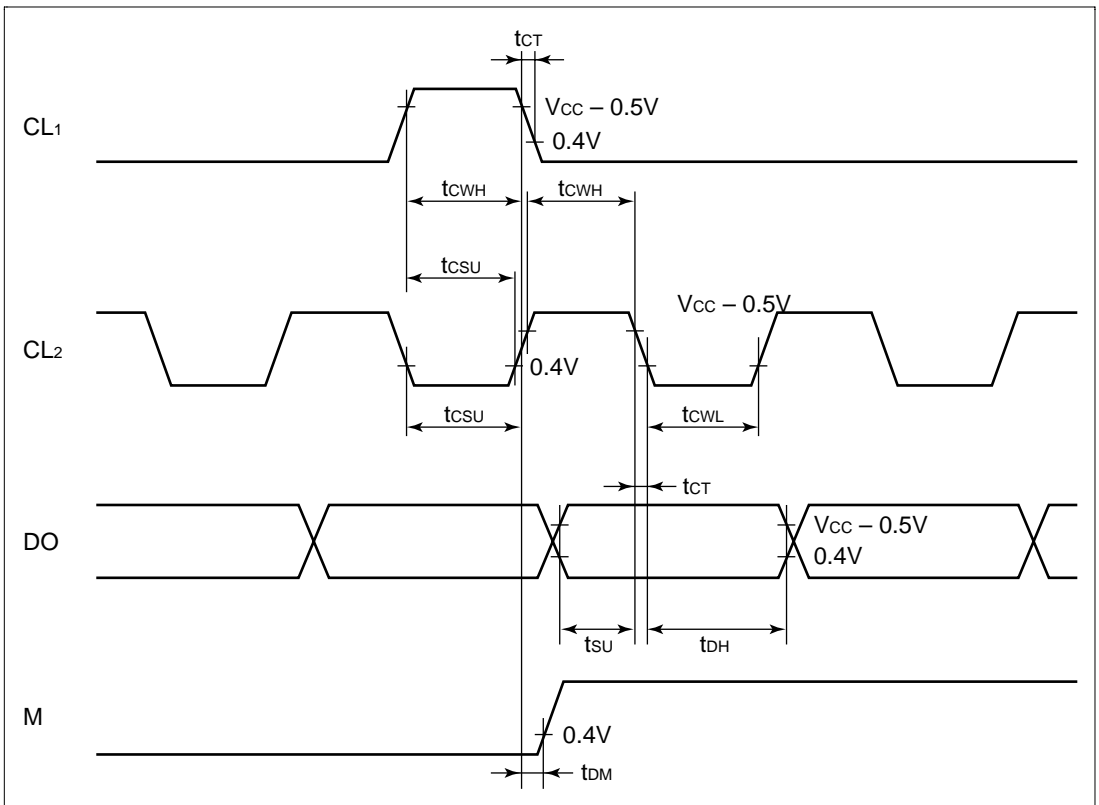 tCT
VCC – 0.5V
CL1
0.4V
tCWH
tCWH
tCSU
VCC – 0.5V
CL2
0.4V
tCSU
tCWL
tCT
VCC – 0.5V
DO
0.4V
tSU
tDH
M
0.4V
tDM